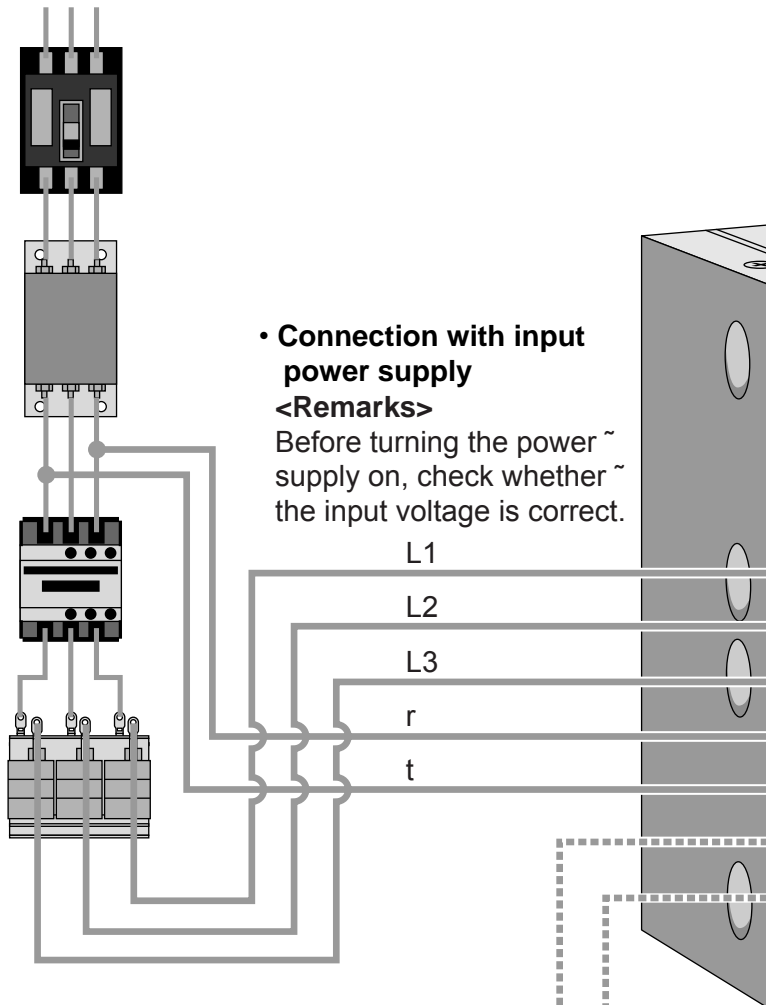 • Connection with input
power supply
<Remarks>
Before turning the power ˜
supply on, check whether ˜
the input voltage is correct.
L1
L2
L3
r
t